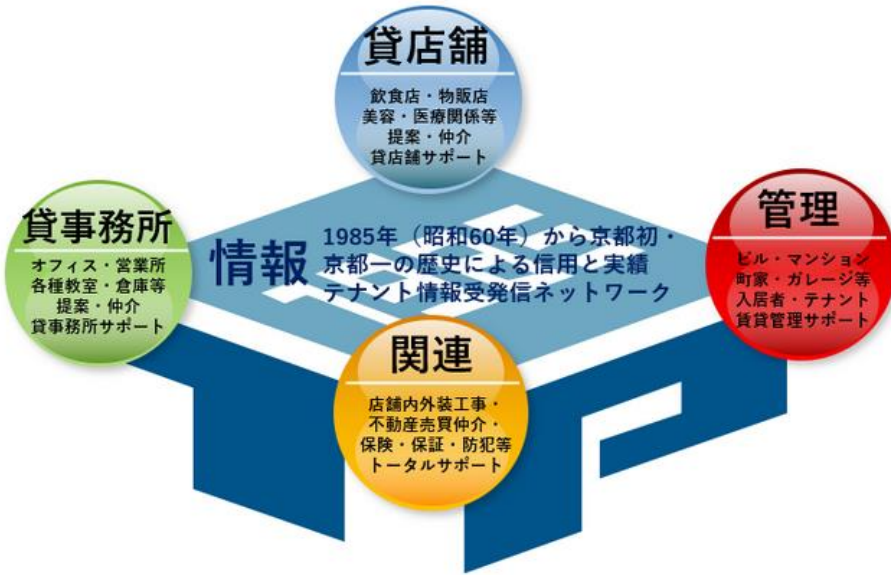 貸店舗
飲食店・物販店
美容・医療関係等
提案・仲介
貸店舗サポート
貸事務所
オフィス・営業所
各種教室・倉庫等
提案・仲介
貸事務所サポート
情報
1985年（昭和60年）から京都初・
京都一の歴史による信用と実績
テナント情報受発信ネットワーク
管理
ビル・マンション
町家・ガレージ等
入居者・テナント
賃貸管理サポート
関連
店舗内外装工事・
不動産売買仲介・
保険・保証・防犯等
トータルサポート